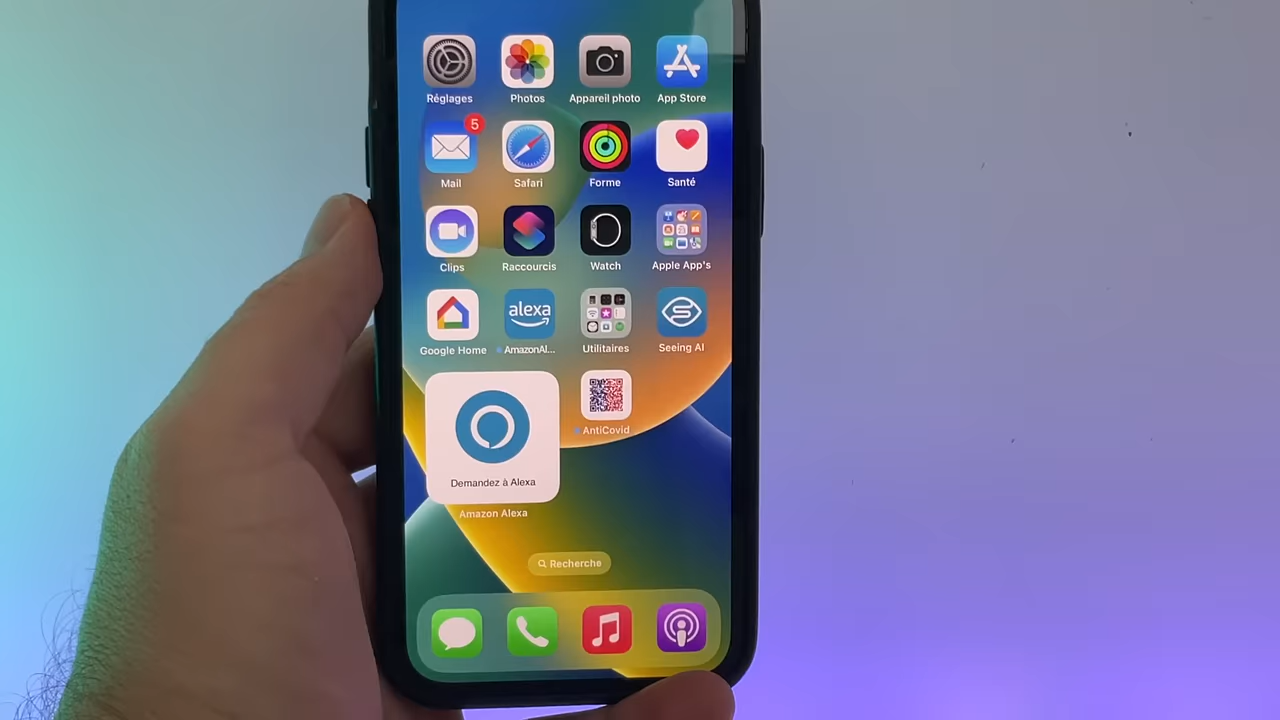 Réglages Photos Appareil photo App Store
5
Mail Safari Forme Santé
Clips Raccourcis Watch Apple App's
alexa
Google Home AmazonAl... Utilitaires Seeing AI
Demandez à Alexa
AntiCovid
Amazon Alexa
Recherche